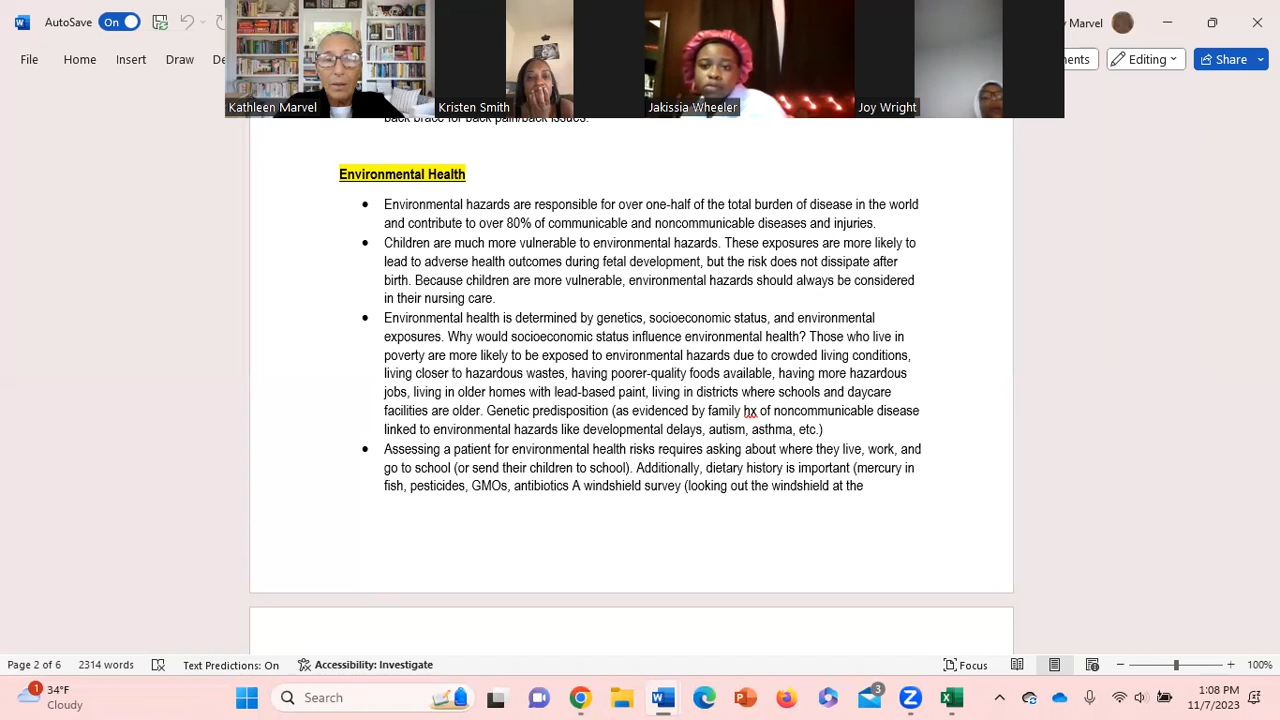 AutoSave On
y Marvel
File Home Insert Draw De
ments Editing Share
Kathleen Marvel Kristen Smith Jakissia Wheeler Joy Wright
back brace for back pain/back issues.
Environmental Health
• Environmental hazards are responsible for over one-half of the total burden of disease in the world
and contribute to over 80% of communicable and noncommunicable diseases and injuries.
• Children are much more vulnerable to environmental hazards. These exposures are more likely to
lead to adverse health outcomes during fetal development, but the risk does not dissipate after
birth. Because children are more vulnerable, environmental hazards should always be considered
in their nursing care.
• Environmental health is determined by genetics, socioeconomic status, and environmental
exposures. Why would socioeconomic status influence environmental health? Those who live in
poverty are more likely to be exposed to environmental hazards due to crowded living conditions,
living closer to hazardous wastes, having poorer-quality foods available, having more hazardous
jobs, living in older homes with lead-based paint, living in districts where schools and daycare
facilities are older. Genetic predisposition (as evidenced by family hx of noncommunicable disease
linked to environmental hazards like developmental delays, autism, asthma, etc.)
• Assessing a patient for environmental health risks requires asking about where they live, work, and
go to school (or send their children to school). Additionally, dietary history is important (mercury in
fish, pesticides, GMOs, antibiotics A windshield survey (looking out the windshield at the
Page 2 of 6 2314 words Text Predictions: On Accessibility: Investigate Focus 100%
1 34°F
Cloudy
Search
3
1:08 PM
11/7/2023